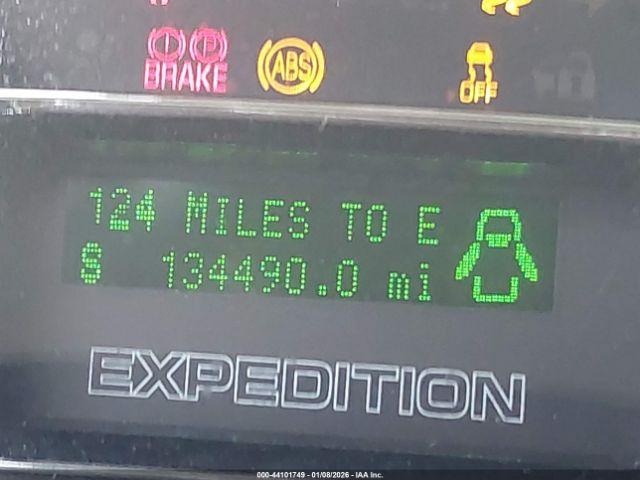 BRAKE
ABS
OFF
124 MILES TO E
S 134490.0 mi
EXPEDITION
000-44101749 - 01/08/2026 - IAA Inc.